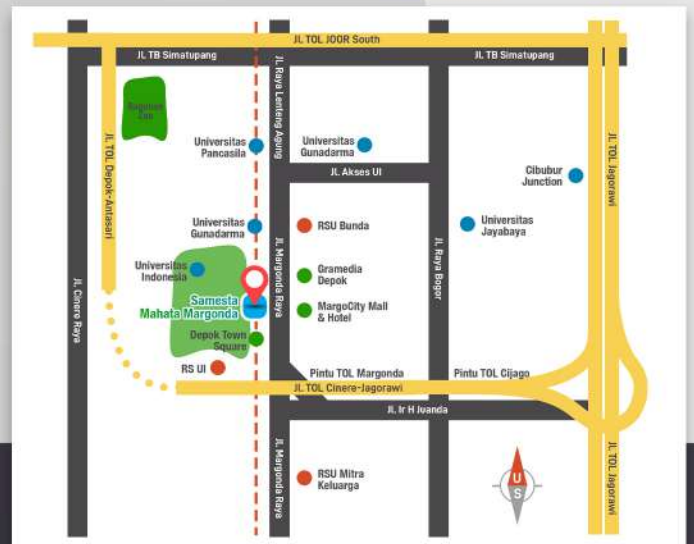 JL TOL JOOR South
JL TB Simatupang
JL TB Simatupang
Ragunan
Zoo
JL TOL Depok-Antasari
JL Raya Lenteng Agung
Universitas
Pancasila
Universitas
Gunadarma
JL Akses UI
JL TOL Jagorawi
Cibubur
Junction
Universitas
Gunadarma
RSU Bunda
Universitas
Jayabaya
JL Cinere Raya
Universitas
Indonesia
JL Margonda Raya
Gramedia
Depok
JL Raya Bogor
Samesta
Mahata Margonda
MargoCity Mall
& Hotel
Depok Town
Square
RS UI
Pintu TOL Margonda
Pintu TOL Cijago
JL TOL Cinere-Jagorawi
JL Ir H Juanda
JL Margonda Raya
RSU Mitra
Keluarga
JL TOL Jagorawi
U
S